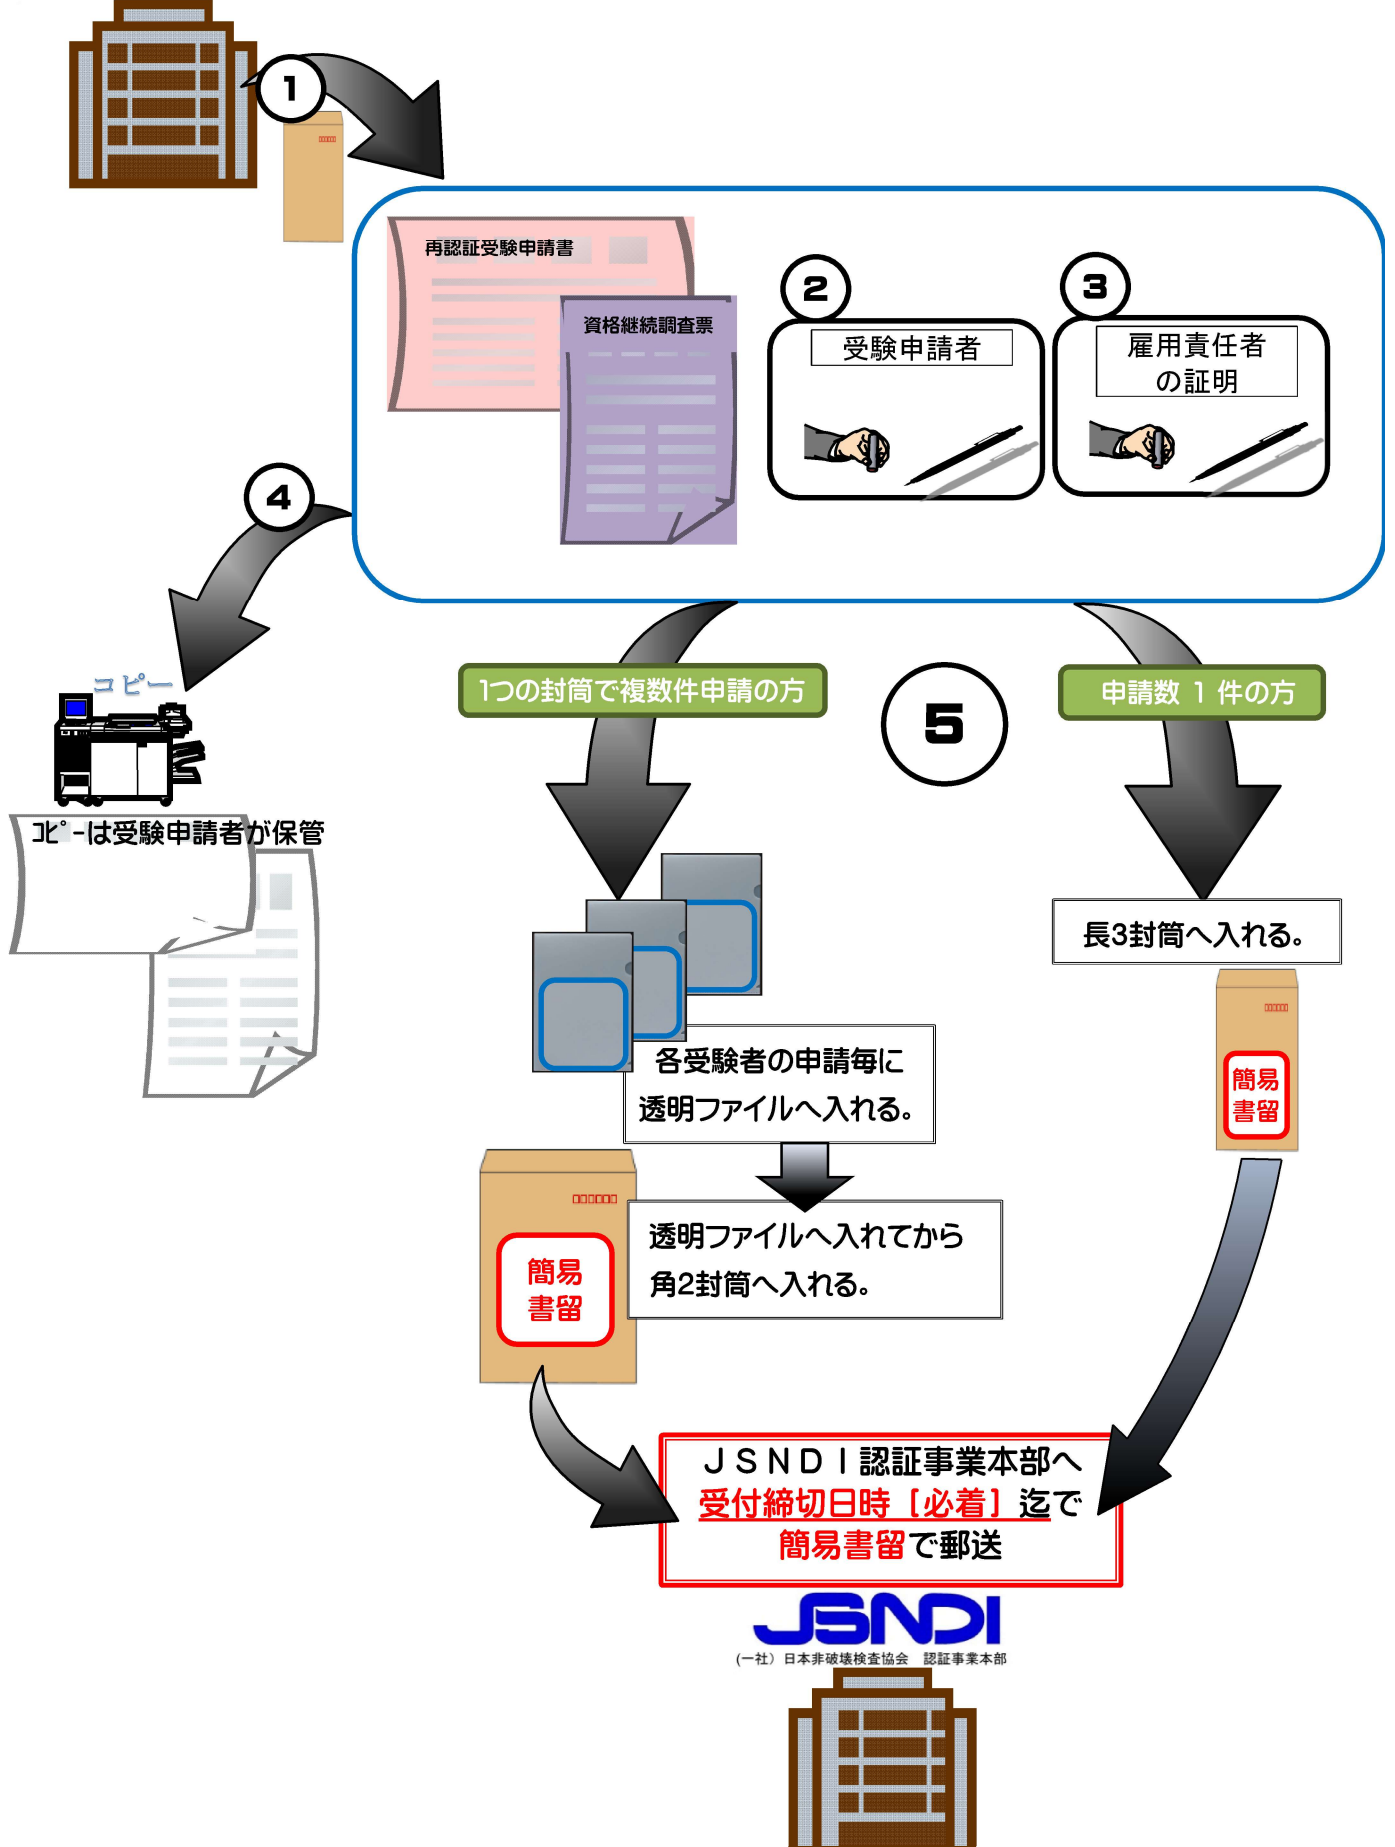 1
再認証受験申請書
資格継続調査票
2
受験申請者
3
雇用責任者
の証明
4
コピー
コピーは受験申請者が保管
1つの封筒で複数件申請の方
5
申請数 1 件の方
長3封筒へ入れる。
簡易
書留
各受験者の申請毎に
透明ファイルへ入れる。
透明ファイルへ入れてから
角2封筒へ入れる。
簡易
書留
JSNDI認証事業本部へ
受付締切日時［必着］迄で
簡易書留で郵送
JSNDI
(一社）日本非破壊検査協会 認証事業本部